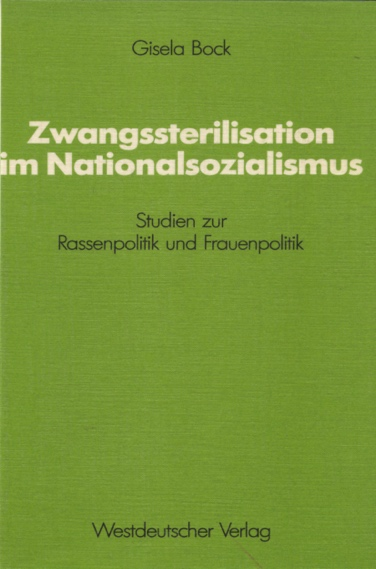 Gisela Bock
Zwangssterilisation
im Nationalsozialismus
Studien zur
Rassenpolitik und Frauenpolitik
Westdeutscher Verlag